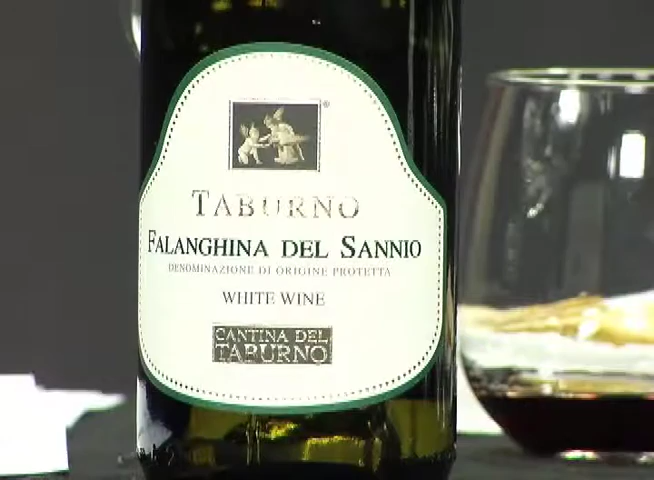 ®
TABURNO
FALANGHINA DEL SANNIO
DENOMINAZIONE DI ORIGINE PROTETTA
WHITE WINE
CANTINA DEL
TABURNO